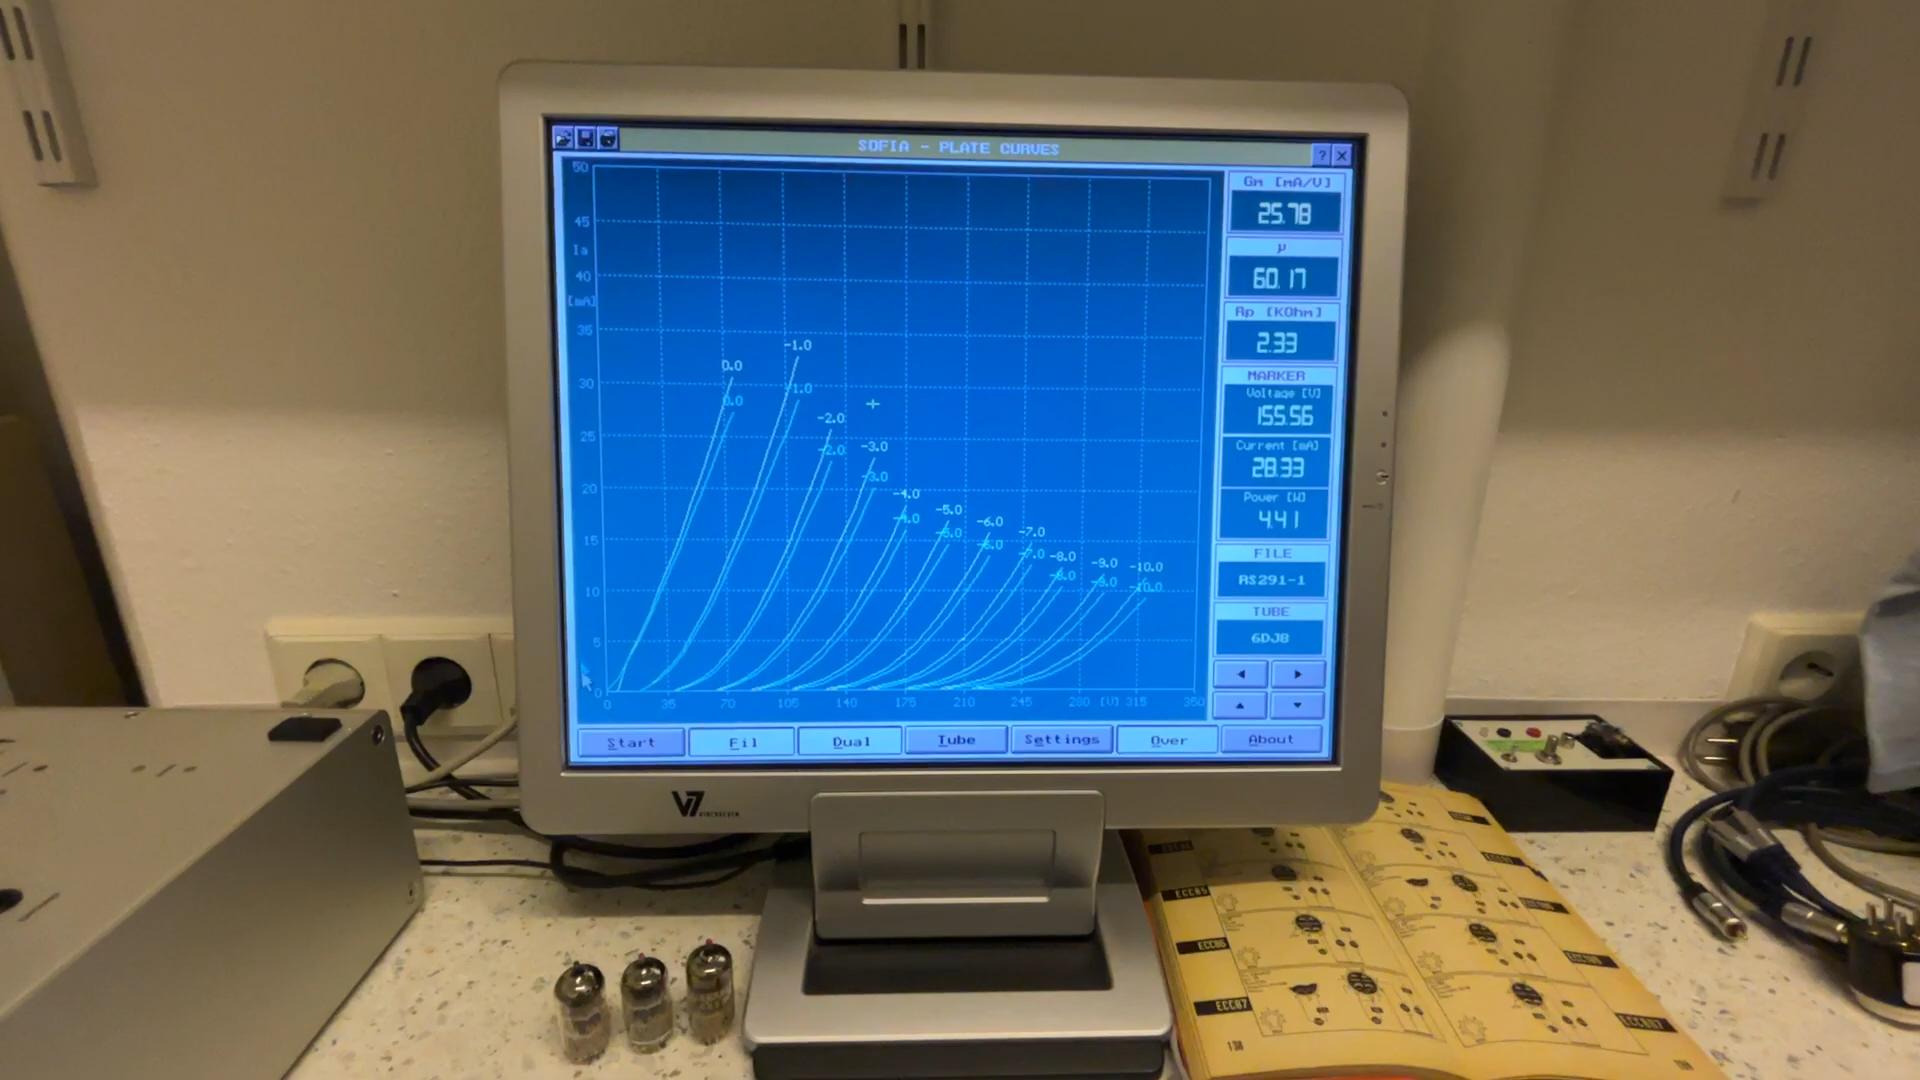 SOFIA - PLATE CURVES
? X
50
45
Ia
40
[mA]
35
30
25
20
15
10
5
0
0 35 70 105 140 175 210 245 280 [V] 315 350
0.0
0.0
-1.0
-1.0
-2.0
-2.0
-3.0
-3.0
-4.0
-4.0
-5.0
-5.0
-6.0
-6.0
-7.0
-7.0
-8.0
-8.0
-9.0
-9.0
-10.0
-10.0
Gm [mA/V]
25.78
µ
60.17
Rp [KOhm]
2.33
MARKER
Voltage [V]
155.56
Current [mA]
28.33
Power [W]
4.41
FILE
RS291-1
TUBE
6DJ8
Start Fil Dual Tube Settings Over About
V7
ECC85
ECC86
ECC87
138